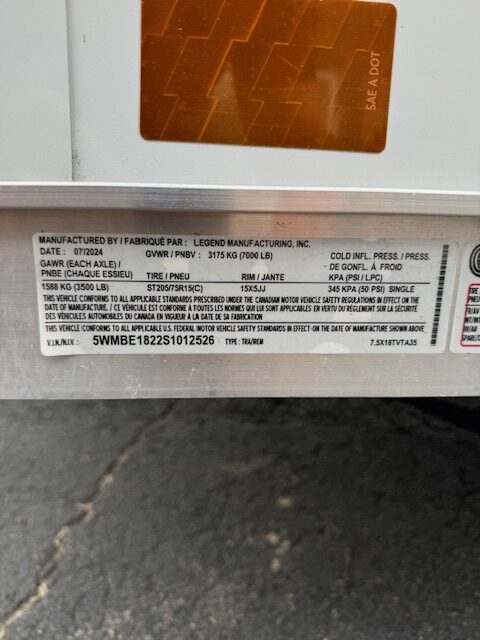 SAE A DOT
MANUFACTURED BY / FABRIQUÉ PAR : LEGEND MANUFACTURING, INC.
DATE : 07/2024 GVWR / PNBV : 3175 KG (7000 LB) COLD INFL. PRESS. / PRESS.
GAWR (EACH AXLE) / DE GONFL. À FROID
PNBE (CHAQUE ESSIEU) TIRE / PNEU RIM / JANTE KPA (PSI / LPC)
1588 KG (3500 LB) ST205/75R15(C) 15X5JJ 345 KPA (50 PSI) SINGLE
THIS VEHICLE CONFORMS TO ALL APPLICABLE STANDARDS PRESCRIBED UNDER THE CANADIAN MOTOR VEHICLE SAFETY REGULATIONS IN EFFECT ON THE
DATE OF MANUFACTURE / CE VÉHICULE EST CONFORME À TOUTES LES NORMES QUI LUI SONT APPLICABLES EN VERTU DU RÈGLEMENT SUR LA SÉCURITÉ
DES VÉHICULES AUTOMOBILES DU CANADA EN VIGUEUR À LA DATE DE SA FABRICATION
THIS VEHICLE CONFORMS TO ALL APPLICABLE U.S. FEDERAL MOTOR VEHICLE SAFETY STANDARDS IN EFFECT ON THE DATE OF MANUFACTURE SHOWN ABOVE
V.I.N./N.I.V. : 5WMBE1822S1012526 TYPE : TRA/REM 7.5X18TVTA35
TIRE